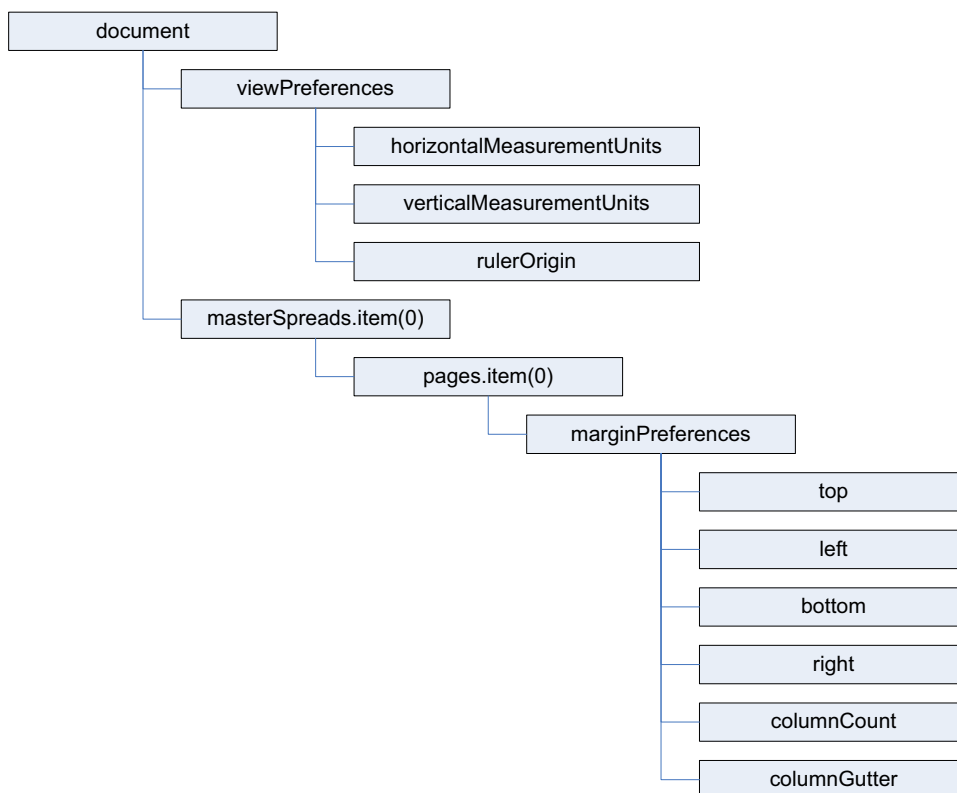 document
viewPreferences
horizontalMeasurementUnits
verticalMeasurementUnits
rulerOrigin
masterSpreads.item(0)
pages.item(0)
marginPreferences
top
left
bottom
right
columnCount
columnGutter